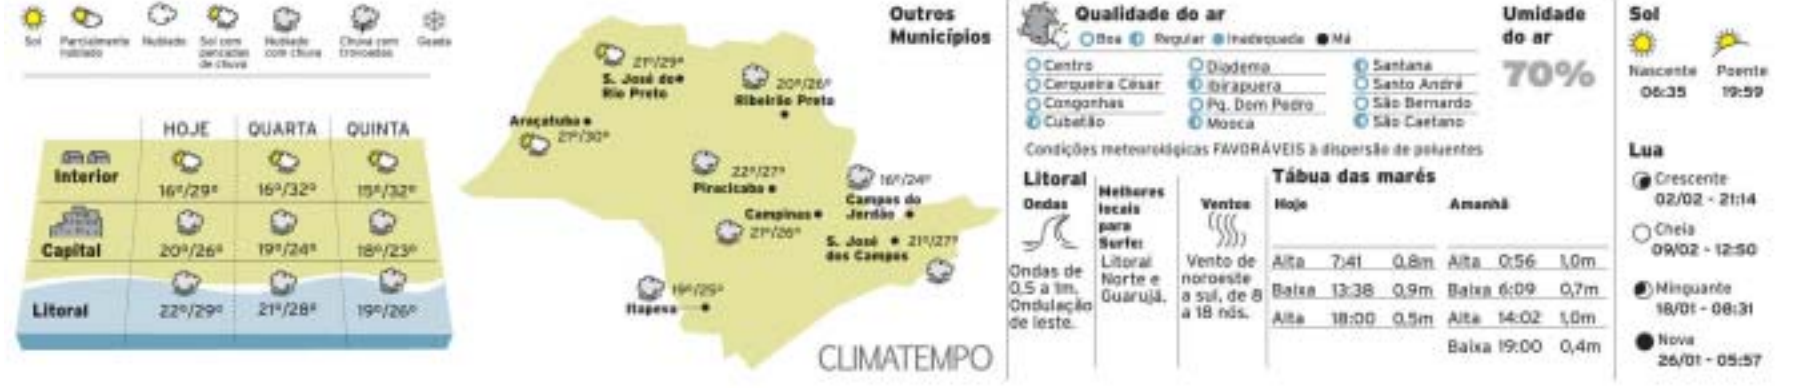 Sol
Parcialmente nublado
Nublado
Sol com pancadas de chuva
Nublado com chuva
Chuva com trovoadas
Geada
HOJE QUARTA QUINTA
Interior
16º/29º 16º/32º 15º/32º
Capital
20º/26º 19º/24º 18º/23º
Litoral
22º/29º 21º/28º 19º/26º
Outros
Municípios
21º/29º
S. José do
Rio Preto
20º/26º
Ribeirão Preto
Araçatuba
21º/30º
22º/27º
Piracicaba
16º/24º
Campos do
Jordão
Campinas
21º/26º
S. José
dos Campos
21º/27º
19º/25º
Itapeva
CLIMATEMPO
Qualidade do ar
Boa Regular Inadequada Má
Centro Diadema Santana
Cerqueira César Ibirapuera Santo André
Congonhas Pq. Dom Pedro São Bernardo
Cubatão Mooca São Caetano
Condições meteorológicas FAVORÁVEIS à dispersão de poluentes
Umidade
do ar
70%
Litoral
Ondas
Ondas de
0,5 a 1m.
Ondulação
de leste.
Melhores
locais
para
Surfe:
Litoral
Norte e
Guarujá.
Ventos
Vento de
noroeste
a sul, de 8
a 18 nós.
Tábua das marés
Hoje Amanhã
Alta 7:41 0,8m Alta 0:56 1,0m
Baixa 13:38 0,9m Baixa 6:09 0,7m
Alta 18:00 0,5m Alta 14:02 1,0m
Baixa 19:00 0,4m
Sol
Nascente Poente
06:35 19:59
Lua
Crescente
02/02 - 21:14
Cheia
09/02 - 12:50
Minguante
18/01 - 08:31
Nova
26/01 - 05:57